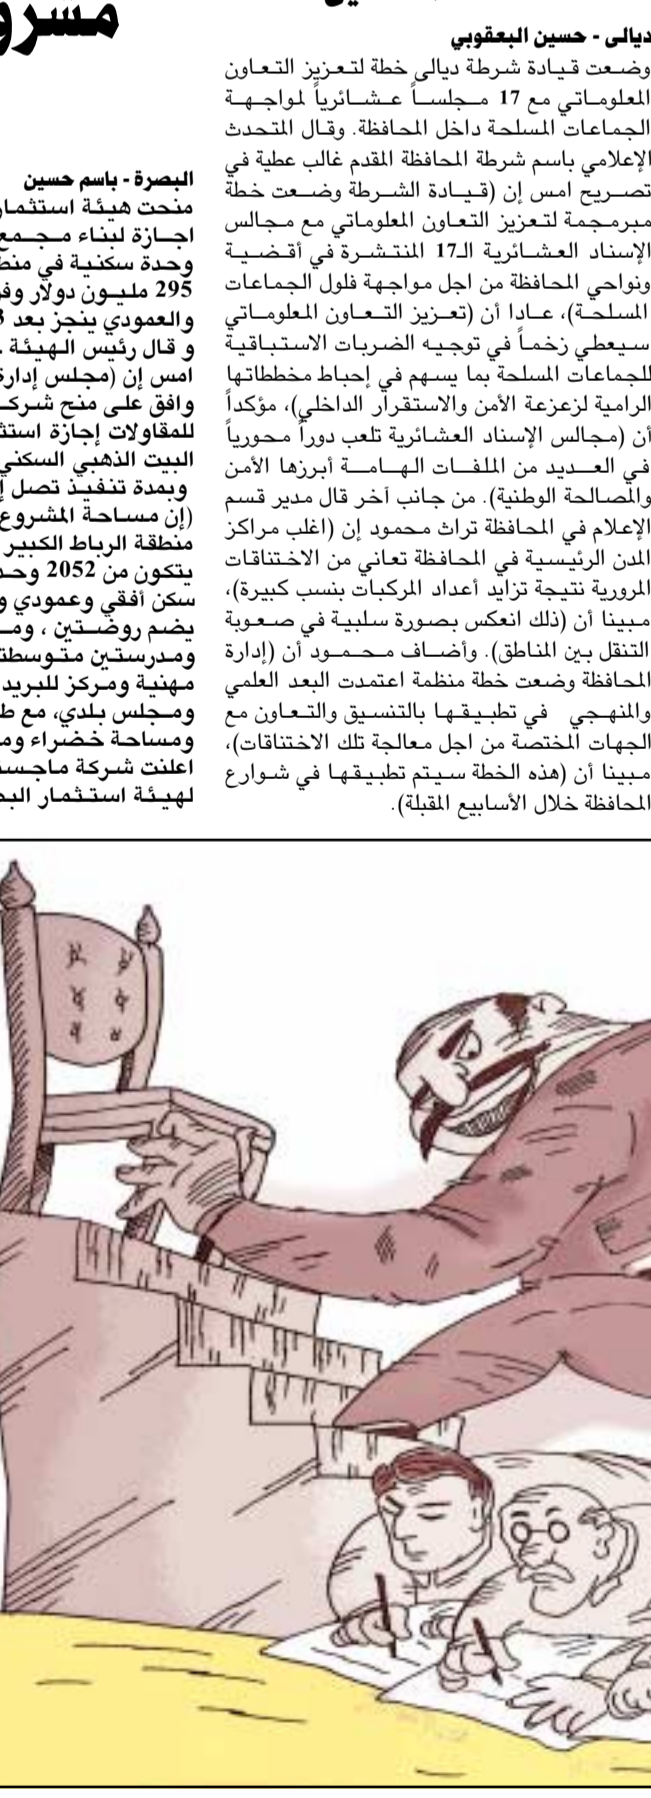 ديالى - حسين البعقوبي
وضعت قيادة شرطة ديالى خطة لتعزيز التعاون
المعلوماتي مع 17 مجلساً عشائرياً لمواجهة
الجماعات المسلحة داخل المحافظة. وقال المتحدث
الإعلامي باسم شرطة المحافظة المقدم غالب عطية في
تصريح امس إن (قيادة الشرطة وضعت خطة
مبرمجة لتعزيز التعاون المعلوماتي مع مجالس
الإسناد العشائرية الـ17 المنتشرة في أقضية
ونواحي المحافظة من اجل مواجهة فلول الجماعات
المسلحة)، عادا أن (تعزيز التعاون المعلوماتي
سيعطي زخماً في توجيه الضربات الاستباقية
للجماعات المسلحة بما يسهم في إحباط مخططاتها
الرامية لزعزعة الأمن والاستقرار الداخلي)، مؤكداً
أن (مجالس الإسناد العشائرية تلعب دوراً محورياً
في العديد من الملفات الهامة أبرزها الأمن
والمصالحة الوطنية). من جانب آخر قال مدير قسم
الإعلام في المحافظة تراث محمود إن (اغلب مراكز
المدن الرئيسية في المحافظة تعاني من الاختناقات
المرورية نتيجة تزايد أعداد المركبات بنسب كبيرة)،
مبينا أن (ذلك انعكس بصورة سلبية في صعوبة
التنقل بين المناطق). وأضاف محمود أن (إدارة
المحافظة وضعت خطة منظمة اعتمدت البعد العلمي
والمنهجي في تطبيقها بالتنسيق والتعاون مع
الجهات المختصة من اجل معالجة تلك الاختناقات)،
مبينا أن (هذه الخطة سيتم تطبيقها في شوارع
المحافظة خلال الأسابيع المقبلة).
البصرة - باسم حسين
منحت هيئة استثمار
اجازة لبناء مجمع
وحدة سكنية في
295 مليون دولار
والعمودي ينجز بعد
و قال رئيس الهيئة
امس إن (مجلس إدارة
وافق على منح
للمقاولات إجازة
البيت الذهبي السكني
وبمدة تنفيذ تصل
(إن مساحة المشروع
منطقة الرباط الكبير
يتكون من 2052
سكن أفقي وعمودي
يضم روضتين ،
ومدرستين
مهنية ومركز للبريد
ومجلس بلدي، مع
ومساحة خضراء
اعلنت شركة
لهيئة استثمار